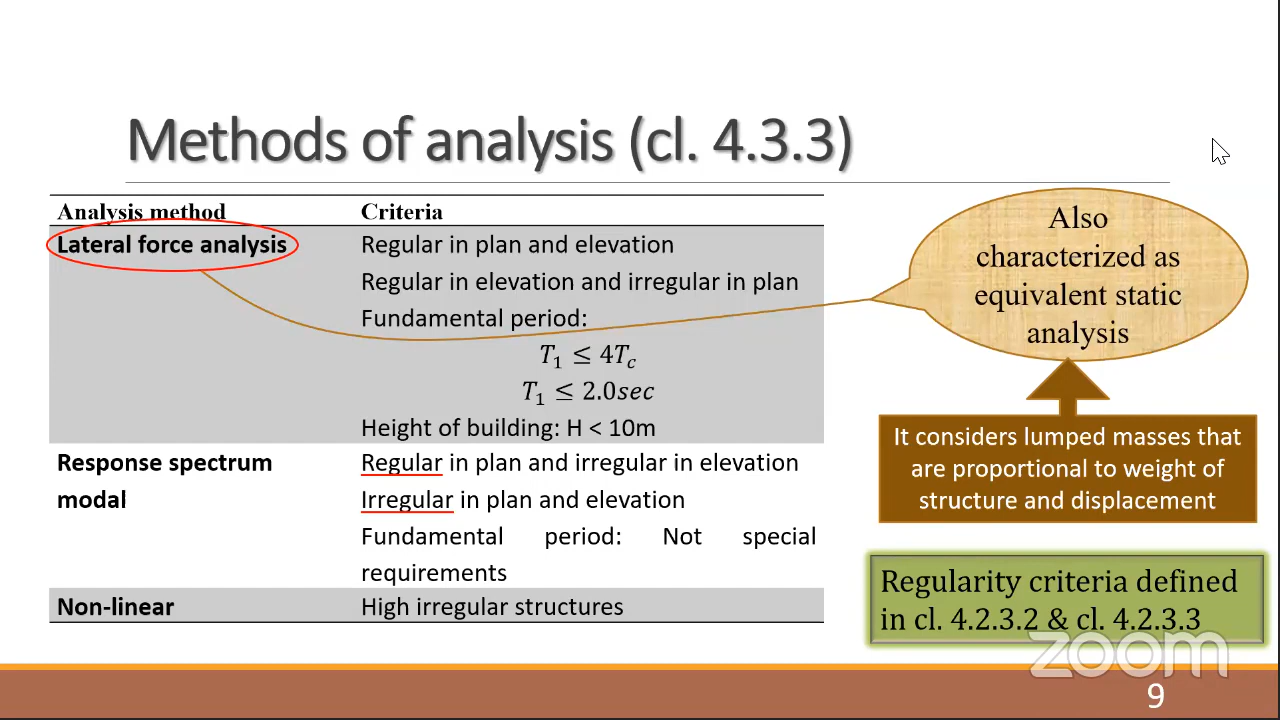 Methods of analysis (cl. 4.3.3)
Analysis method Criteria
Lateral force analysis Regular in plan and elevation
Regular in elevation and irregular in plan
Fundamental period:
T₁ ≤ 4T꜀
T₁ ≤ 2.0sec
Height of building: H < 10m
Response spectrum Regular in plan and irregular in elevation
modal Irregular in plan and elevation
Fundamental period: Not special
requirements
Non-linear High irregular structures
Also
characterized as
equivalent static
analysis
It considers lumped masses that
are proportional to weight of
structure and displacement
Regularity criteria defined
in cl. 4.2.3.2 & cl. 4.2.3.3
zoom
9